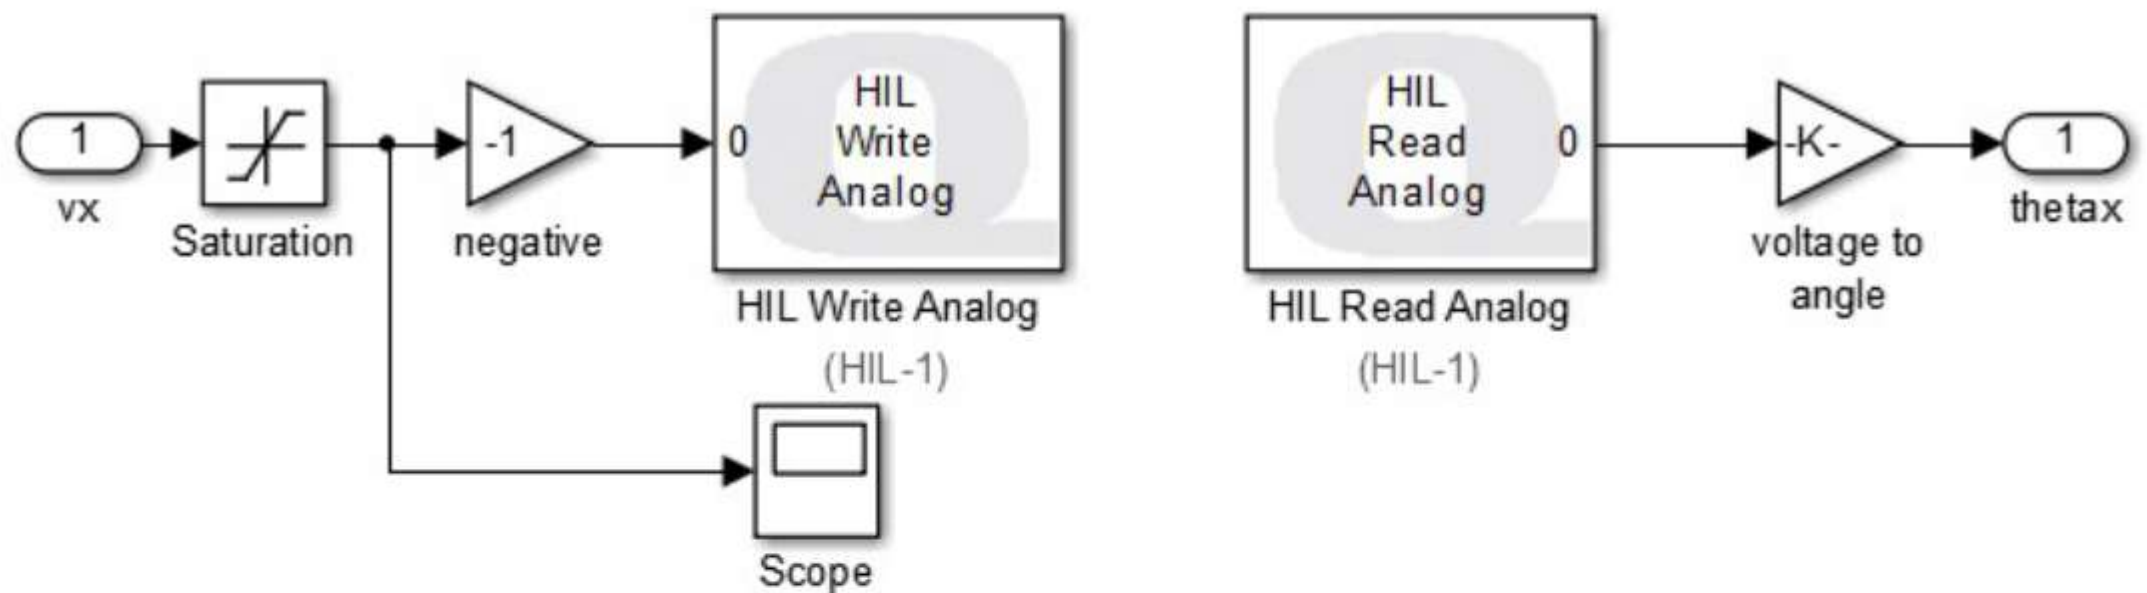 1
vx
Saturation
-1
negative
0
HIL
Write
Analog
HIL Write Analog
(HIL-1)
Scope
HIL
Read
Analog
0
HIL Read Analog
(HIL-1)
-K-
voltage to
angle
1
thetax